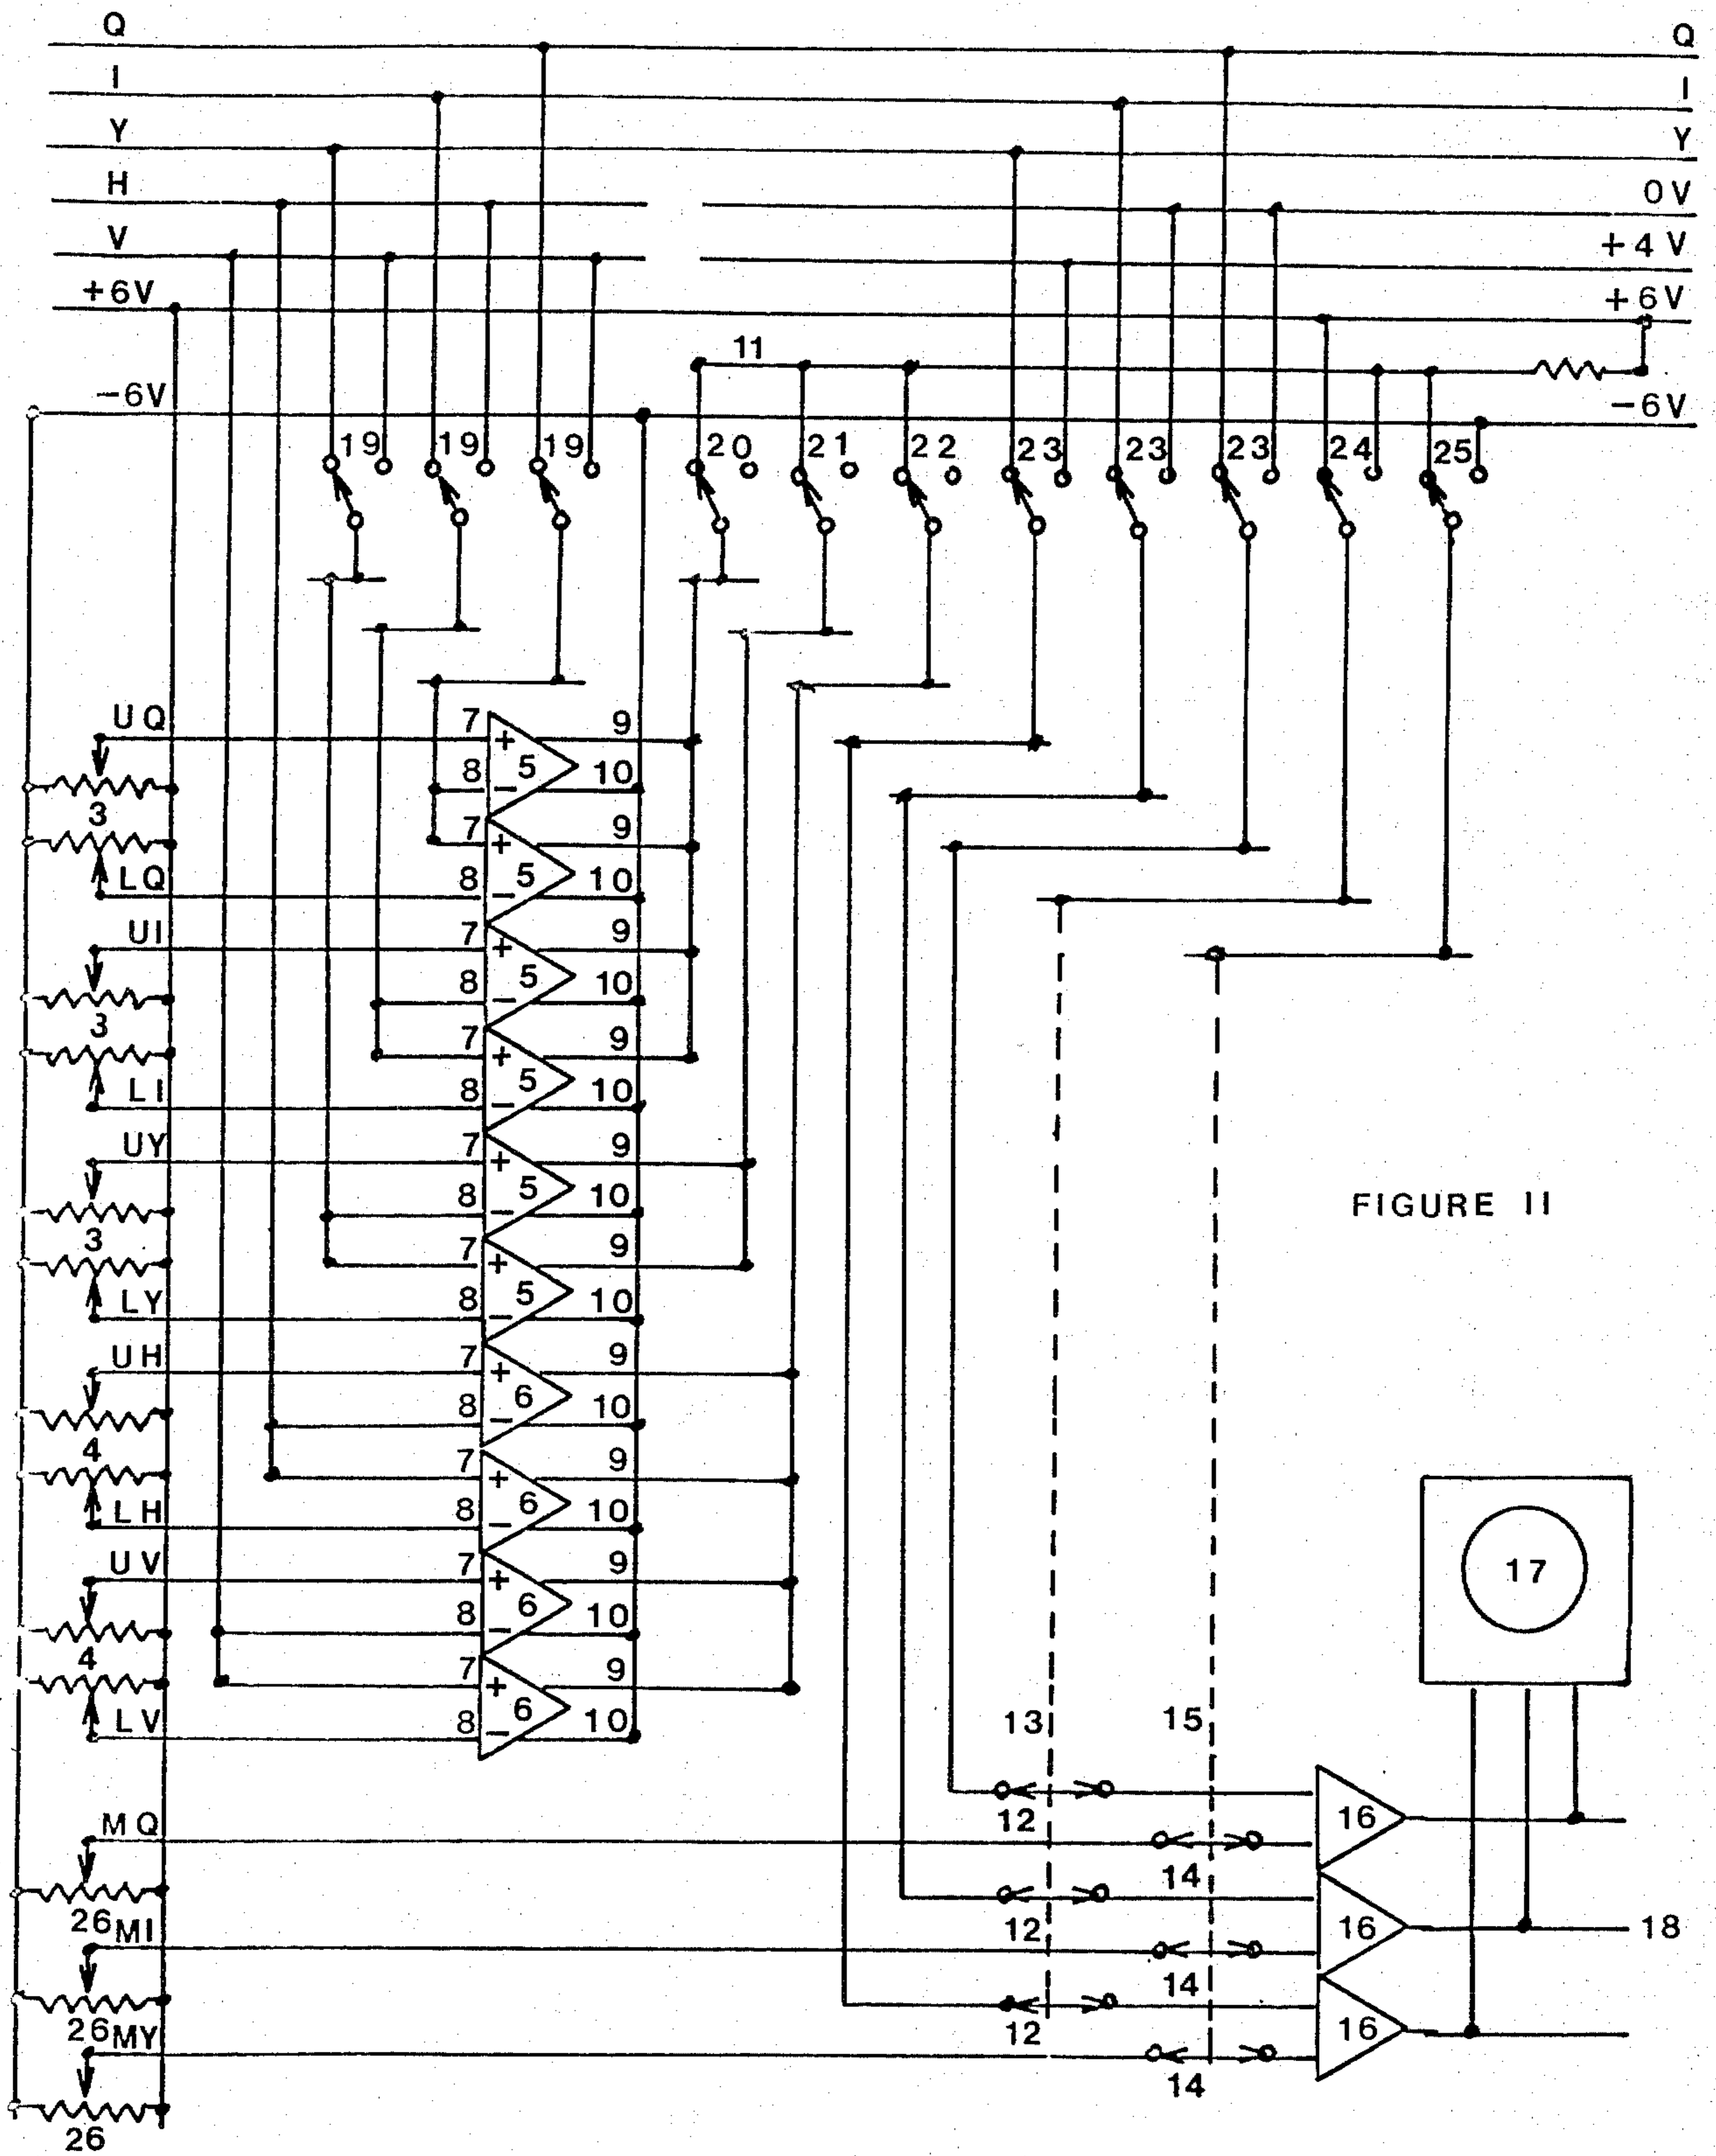 Q Q
I I
Y Y
H 0V
V +4 V
+6V +6V
11
-6V -6V
19 19 19 20 21 22 23 23 23 24 25
UQ 7 + 9
8 - 5 10
3 7 + 9
LQ 8 - 5 10
UI 7 + 9
8 - 5 10
3 7 + 9
LI 8 - 5 10
UY 7 + 9
8 - 5 10
FIGURE II
3 7 + 9
LY 8 - 5 10
UH 7 + 9
8 - 6 10
4 7 + 9
LH 8 - 6 10
UV 7 + 9
17
8 - 6 10
4 7 + 9
LV 8 - 6 10
13 15
MQ 12 16
14
26 MI 12 16 18
14
26 MY 12 16
14
26